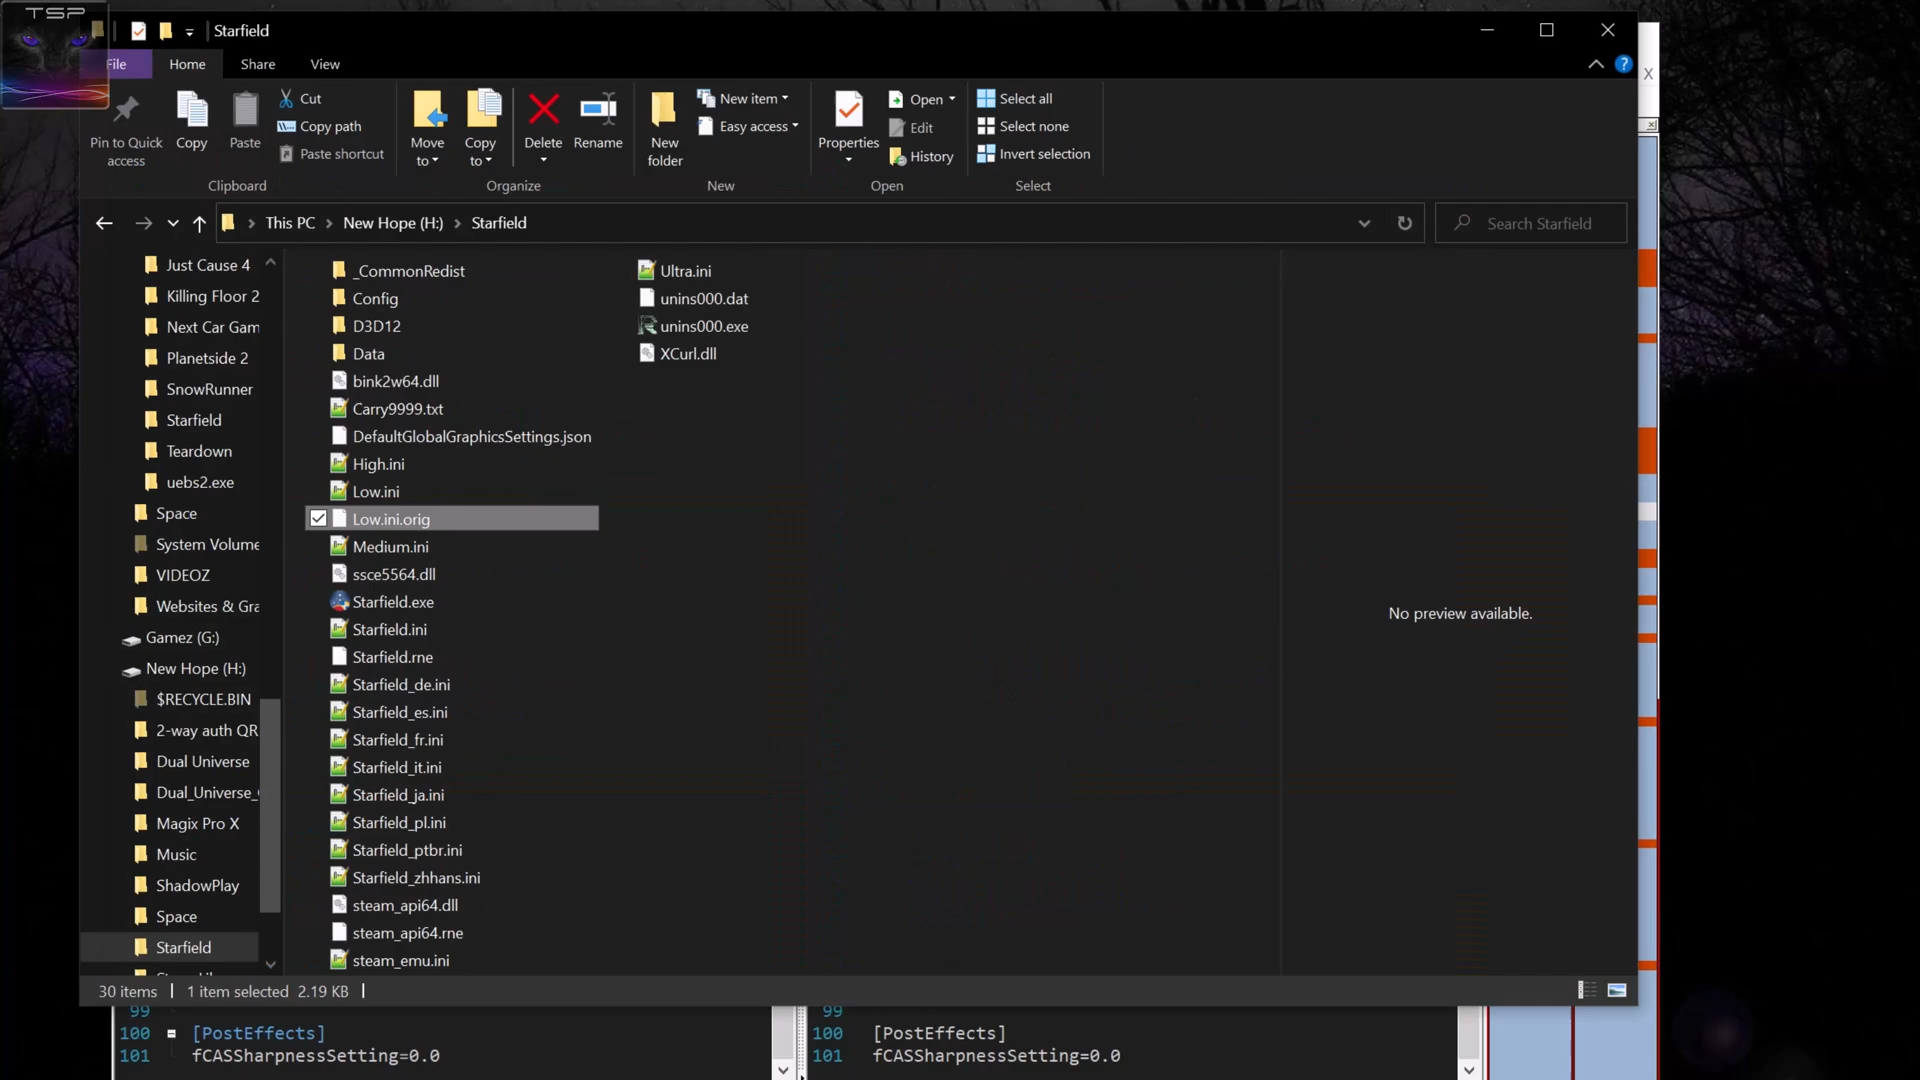 TSP
Starfield
File Home Share View
Pin to Quick access
Copy
Paste
Cut
Copy path
Paste shortcut
Clipboard
Move to
Copy to
Delete
Rename
Organize
New folder
New item
Easy access
New
Properties
Open
Edit
History
Open
Select all
Select none
Invert selection
Select
This PC > New Hope (H:) > Starfield
Search Starfield
Just Cause 4
Killing Floor 2
Next Car Gam
Planetside 2
SnowRunner
Starfield
Teardown
uebs2.exe
Space
System Volume
VIDEOZ
Websites & Gra
Gamez (G:)
New Hope (H:)
$RECYCLE.BIN
2-way auth QR
Dual Universe
Dual_Universe_
Magix Pro X
Music
ShadowPlay
Space
Starfield
_CommonRedist
Config
D3D12
Data
bink2w64.dll
Carry9999.txt
DefaultGlobalGraphicsSettings.json
High.ini
Low.ini
Low.ini.orig
Medium.ini
ssce5564.dll
Starfield.exe
Starfield.ini
Starfield.rne
Starfield_de.ini
Starfield_es.ini
Starfield_fr.ini
Starfield_it.ini
Starfield_ja.ini
Starfield_pl.ini
Starfield_ptbr.ini
Starfield_zhhans.ini
steam_api64.dll
steam_api64.rne
steam_emu.ini
Ultra.ini
unins000.dat
unins000.exe
XCurl.dll
No preview available.
30 items 1 item selected 2.19 KB
99
100 [PostEffects]
101 fCASSharpnessSetting=0.0
99
100 [PostEffects]
101 fCASSharpnessSetting=0.0